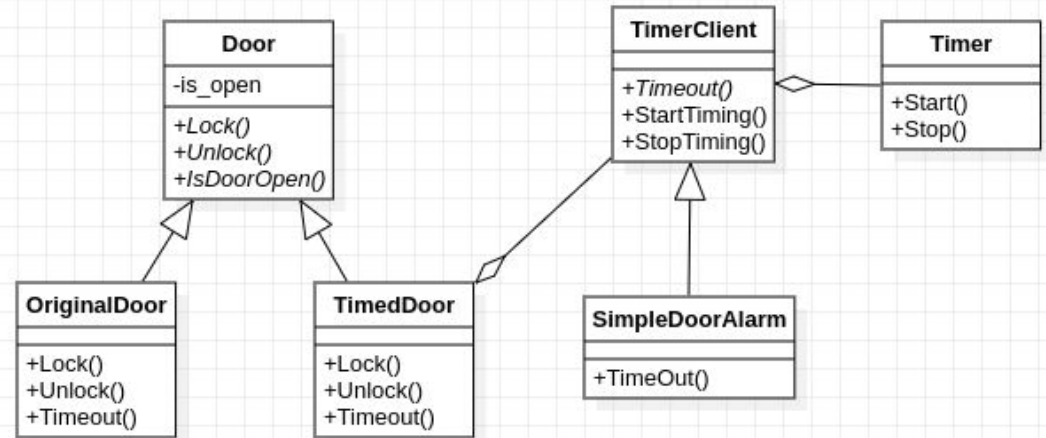 Door
-is_open
+Lock()
+Unlock()
+IsDoorOpen()
TimerClient
+Timeout()
+StartTiming()
+StopTiming()
Timer
+Start()
+Stop()
OriginalDoor
+Lock()
+Unlock()
+Timeout()
TimedDoor
+Lock()
+Unlock()
+Timeout()
SimpleDoorAlarm
+TimeOut()